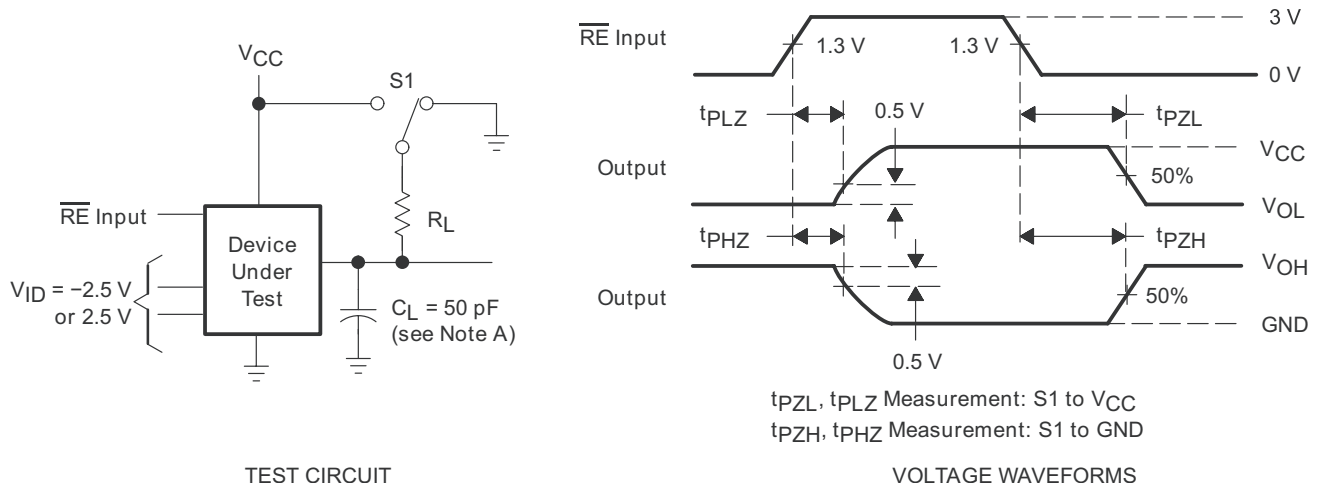 VCC
S1
RE Input
Device
Under
Test
RL
VID = −2.5 V
or 2.5 V
CL = 50 pF
(see Note A)
TEST CIRCUIT
RE Input
1.3 V
1.3 V
3 V
0 V
tPLZ
0.5 V
tPZL
Output
VCC
50%
VOL
tPHZ
tPZH
Output
VOH
50%
GND
0.5 V
tPZL, tPLZ Measurement: S1 to VCC
tPZH, tPHZ Measurement: S1 to GND
VOLTAGE WAVEFORMS